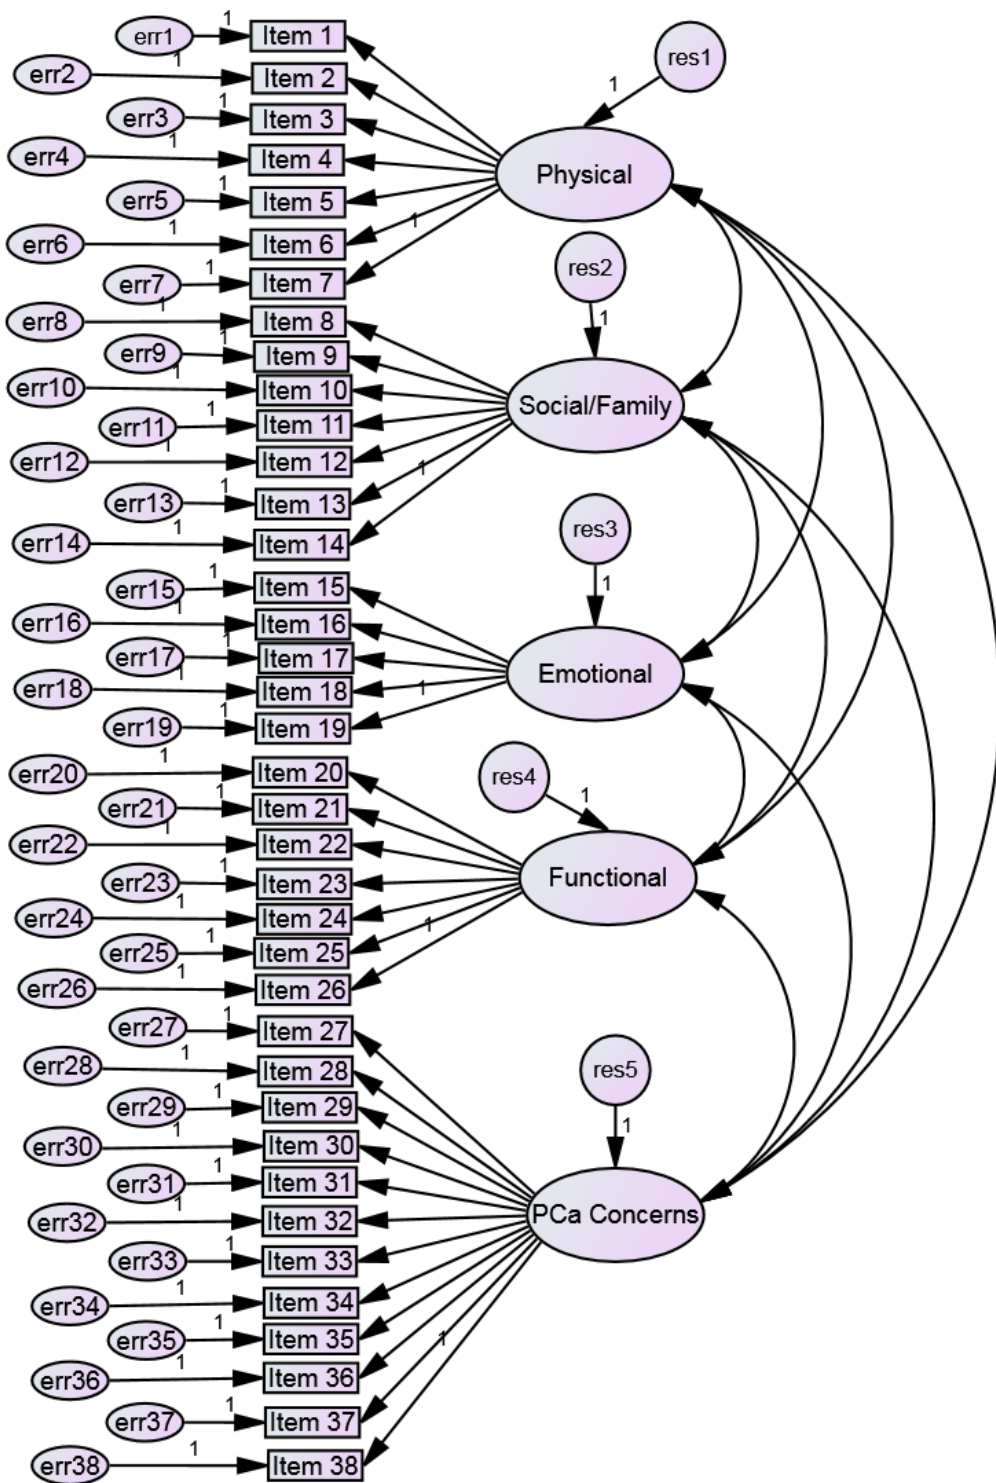 err1 1 Item 1
res1
1
err2 1 Item 2
err3 1 Item 3
err4 1 Item 4
Physical
err5 1 Item 5
err6 1 Item 6
1
err7 1 Item 7
res2
1
err8 1 Item 8
err9 1 Item 9
err10 1 Item 10
Social/Family
err11 1 Item 11
err12 1 Item 12
1
err13 1 Item 13
err14 1 Item 14
res3
1
err15 1 Item 15
err16 1 Item 16
err17 1 Item 17
Emotional
err18 1 Item 18
1
err19 1 Item 19
err20 1 Item 20
res4
1
err21 1 Item 21
err22 1 Item 22
err23 1 Item 23
Functional
err24 1 Item 24
1
err25 1 Item 25
err26 1 Item 26
err27 1 Item 27
err28 1 Item 28
res5
1
err29 1 Item 29
err30 1 Item 30
err31 1 Item 31
err32 1 Item 32
PCa Concerns
err33 1 Item 33
err34 1 Item 34
err35 1 Item 35
1
err36 1 Item 36
err37 1 Item 37
err38 1 Item 38